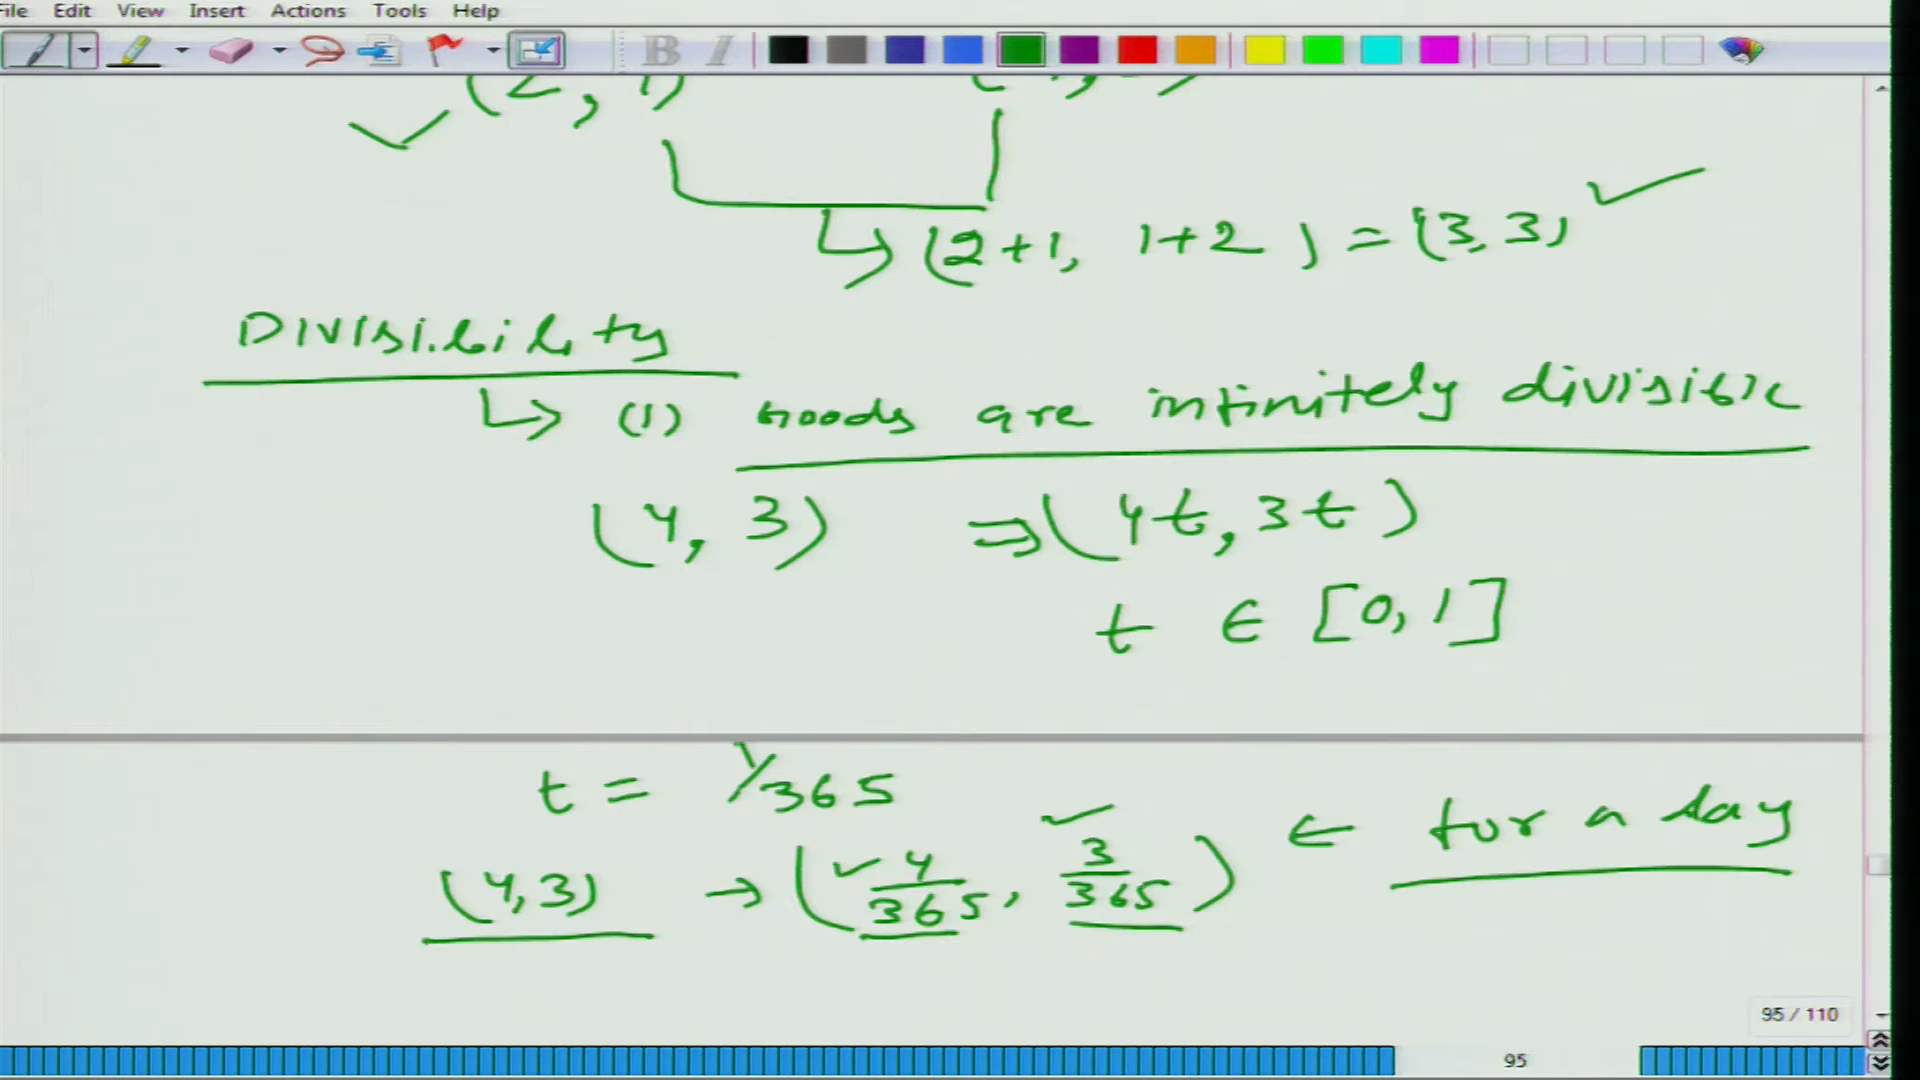 File Edit View Insert Actions Tools Help
B I
(2, 1)
(2+1, 1+2) = (3,3)
Divisibility
(1) Goods are infinitely divisible
(4, 3) ⇒ (4t, 3t)
t ∈ [0,1]
t = 1/365
(4,3) → (4/365, 3/365) ← for a day
95 / 110
95